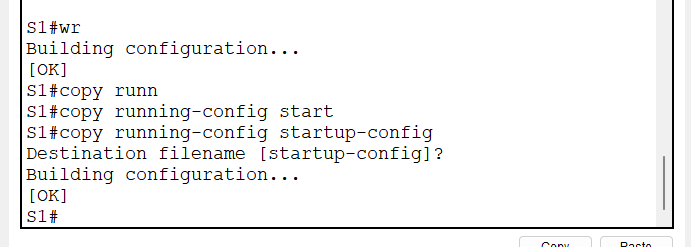 S1#wr
Building configuration...
[OK]
S1#copy runn
S1#copy running-config start
S1#copy running-config startup-config
Destination filename [startup-config]?
Building configuration...
[OK]
S1#
Copy Paste